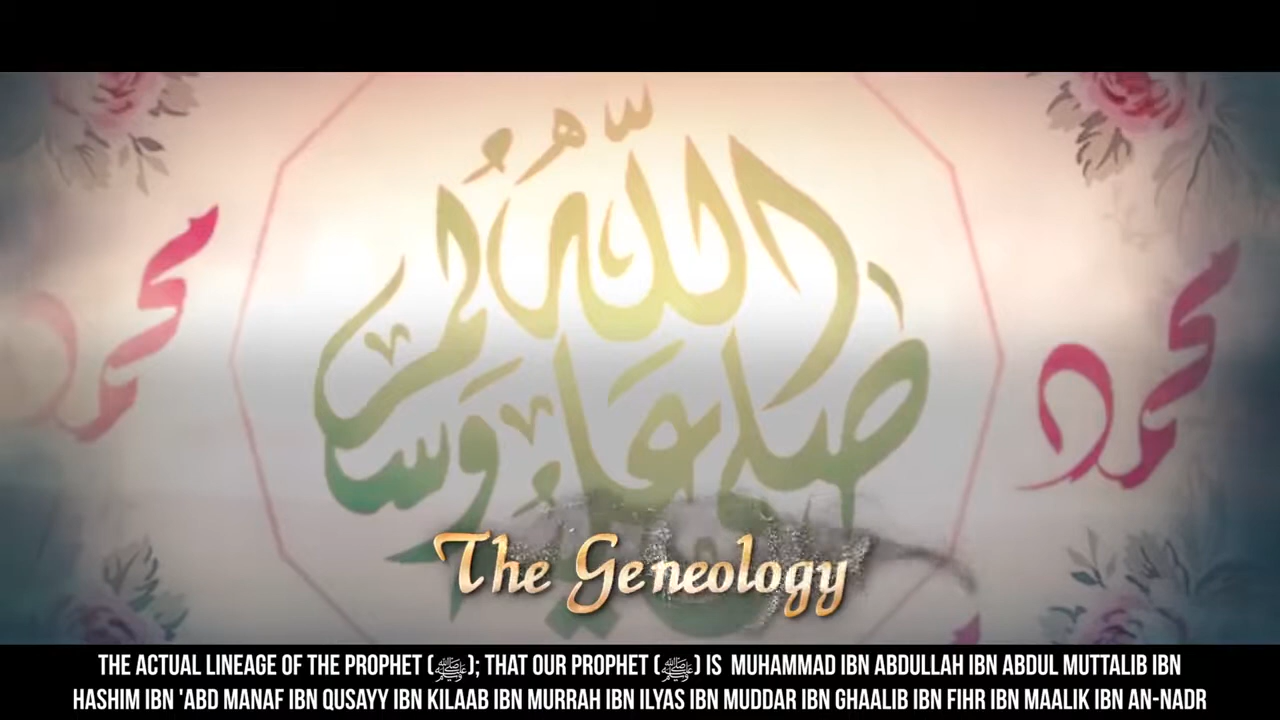 صلى الله عليه وسلم
محمد
محمد
The Geneology
THE ACTUAL LINEAGE OF THE PROPHET (ﷺ); THAT OUR PROPHET (ﷺ) IS MUHAMMAD IBN ABDULLAH IBN ABDUL MUTTALIB IBN
HASHIM IBN 'ABD MANAF IBN QUSAYY IBN KILAAB IBN MURRAH IBN ILYAS IBN MUDDAR IBN GHAALIB IBN FIHR IBN MAALIK IBN AN-NADR